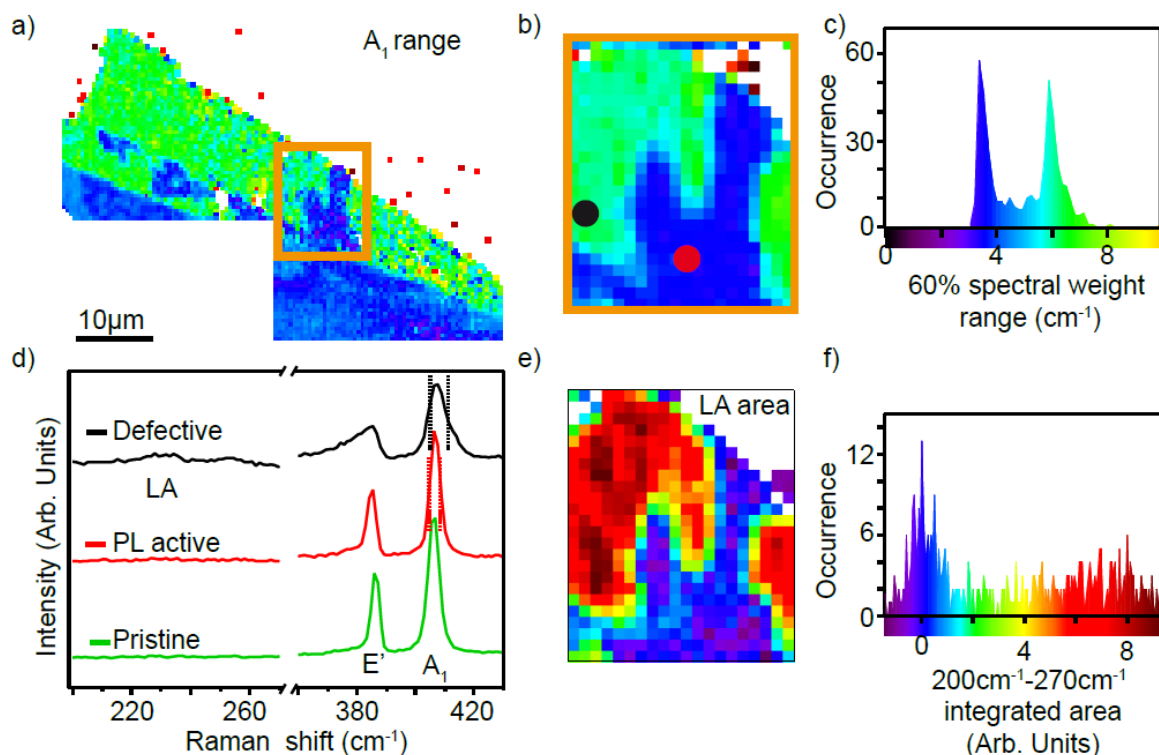 a)
A₁ range
10μm
b)
c)
Occurrence
60
30
0
0 4 8
60% spectral weight
range (cm⁻¹)
d)
Intensity (Arb. Units)
Defective
LA
PL active
Pristine
E’
A₁
220 260 380 420
Raman shift (cm⁻¹)
e)
LA area
f)
Occurrence
12
6
6
0
0 4 8
200cm⁻¹-270cm⁻¹
integrated area
(Arb. Units)